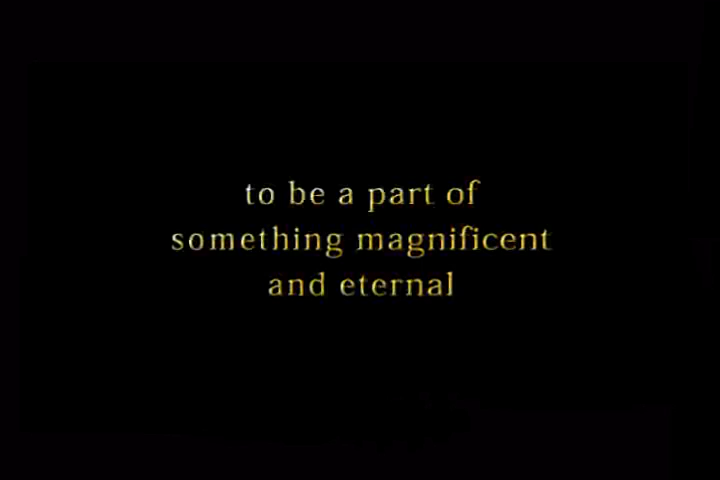 to be a part of
something magnificent
and eternal